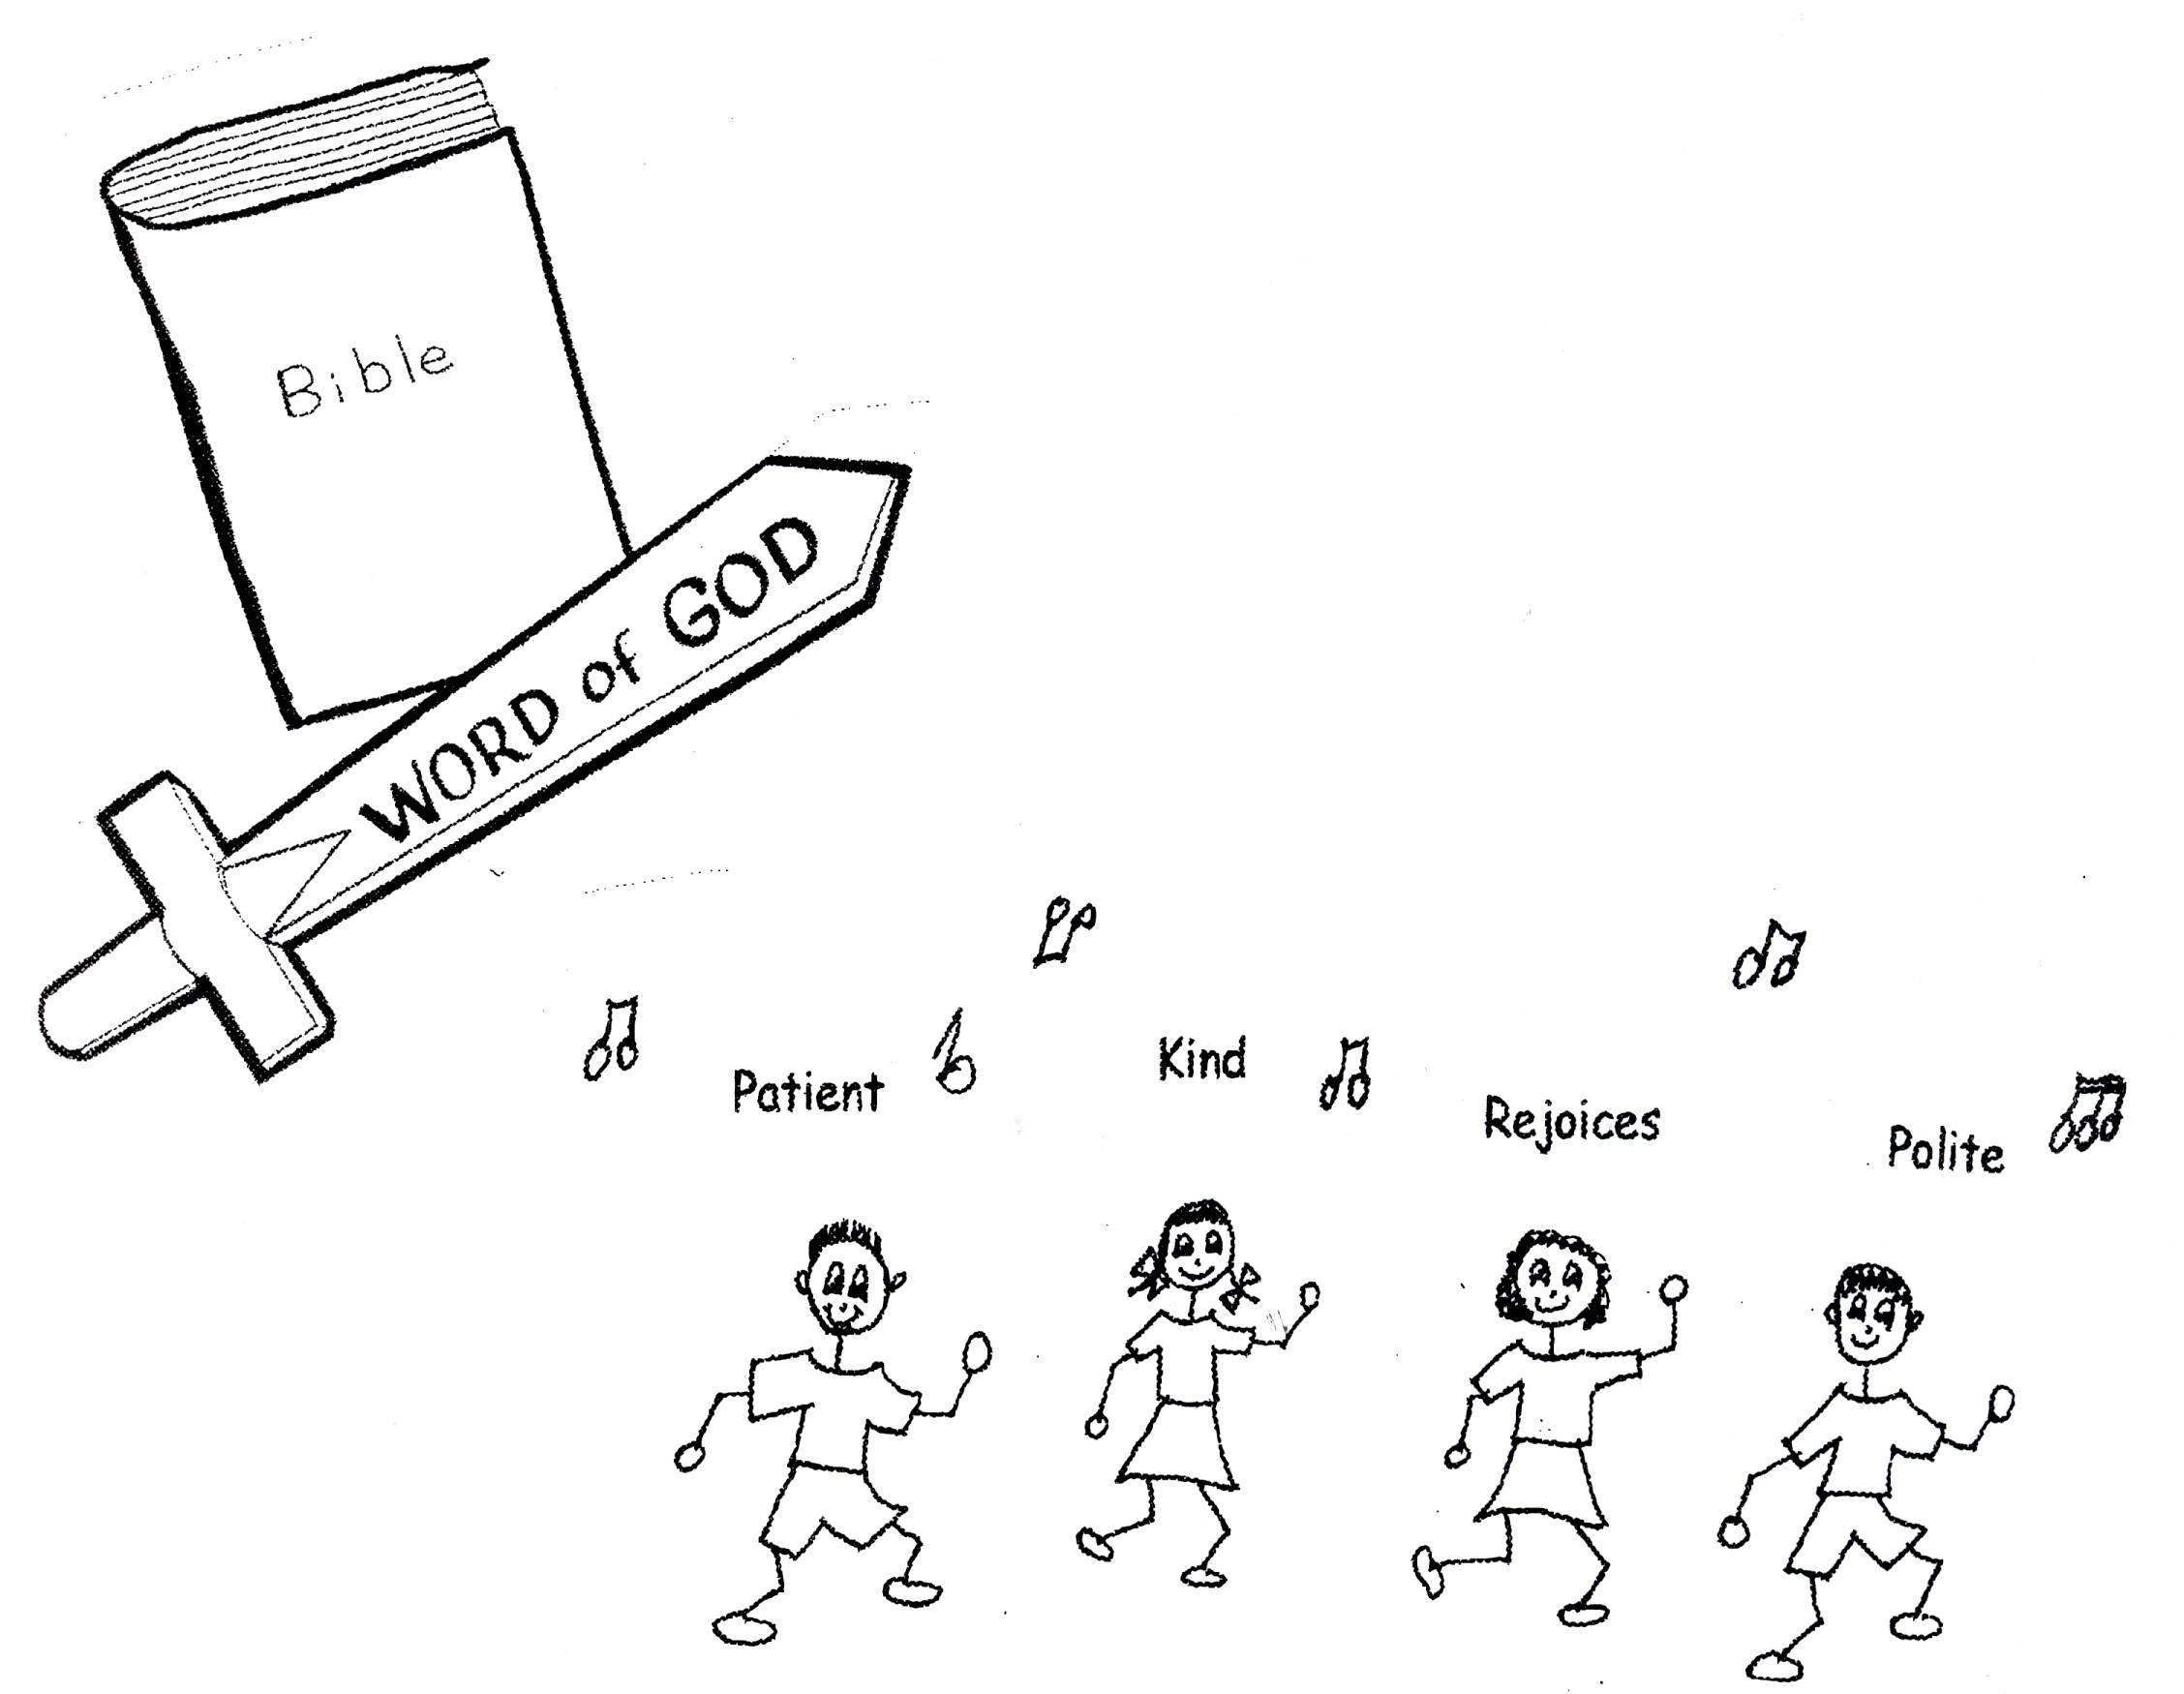 Bible
WORD of GOD
Patient
Kind
Rejoices
Polite